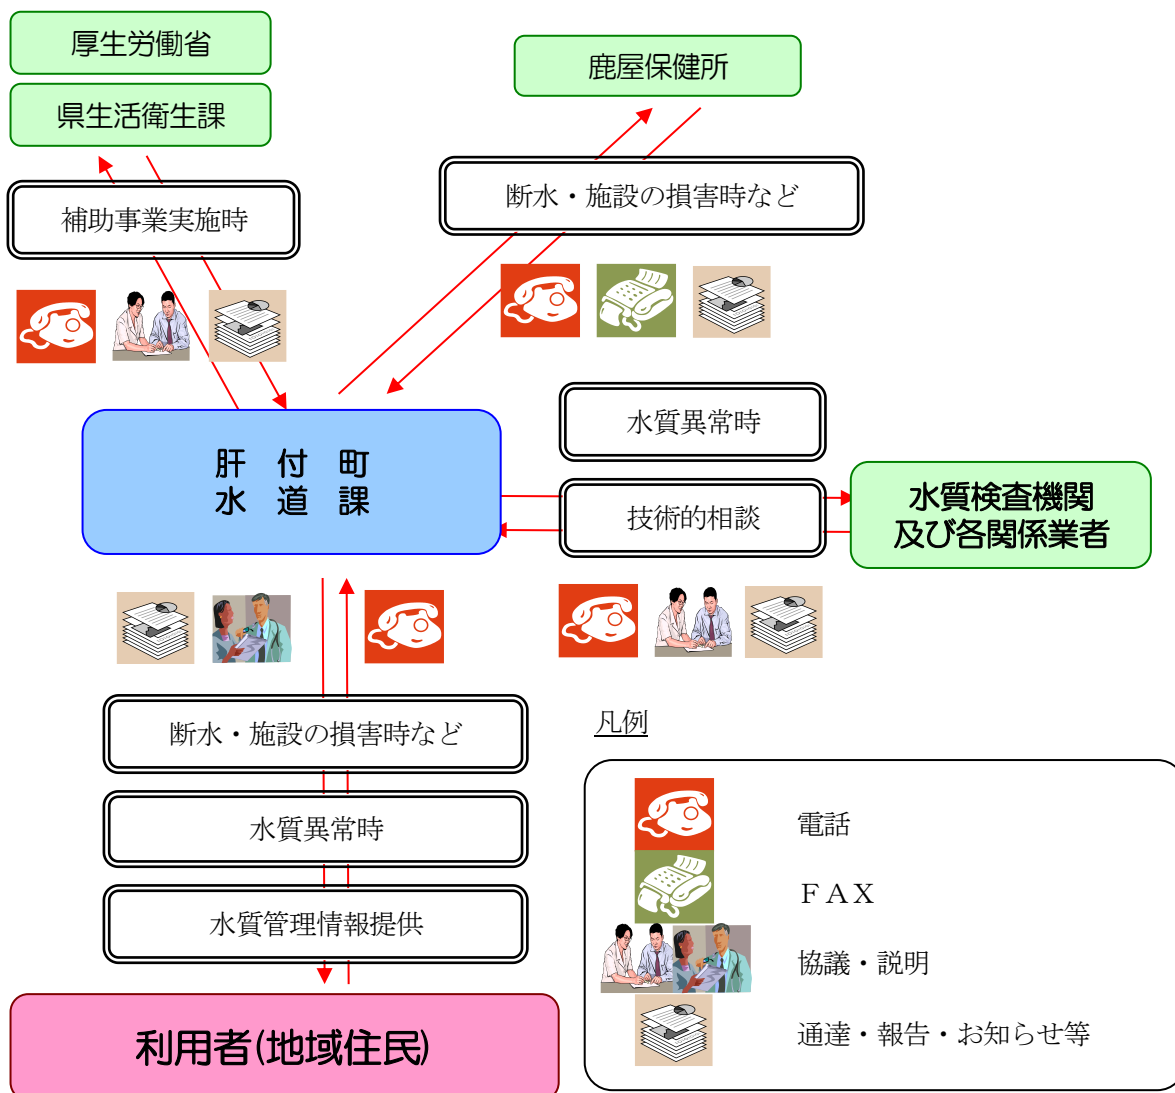 厚生労働省
県生活衛生課
鹿屋保健所
補助事業実施時
断水・施設の損害時など
肝 付 町
水 道 課
水質異常時
技術的相談
水質検査機関
及び各関係業者
断水・施設の損害時など
水質異常時
水質管理情報提供
利用者(地域住民)
凡例
電話
ＦＡＸ
協議・説明
通達・報告・お知らせ等